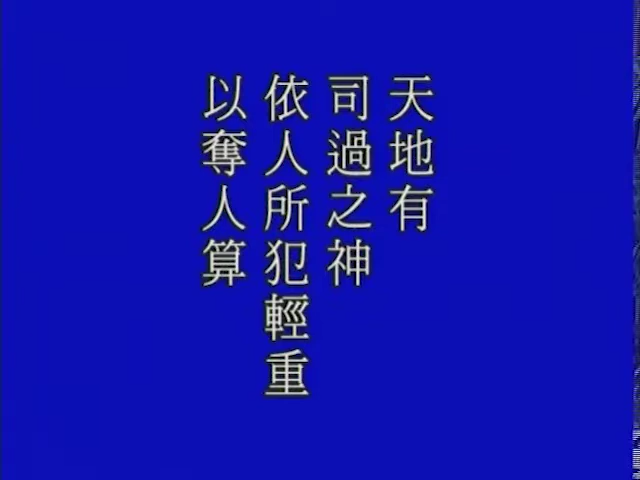 天地有
司過之神
依人所犯輕重
以奪人算